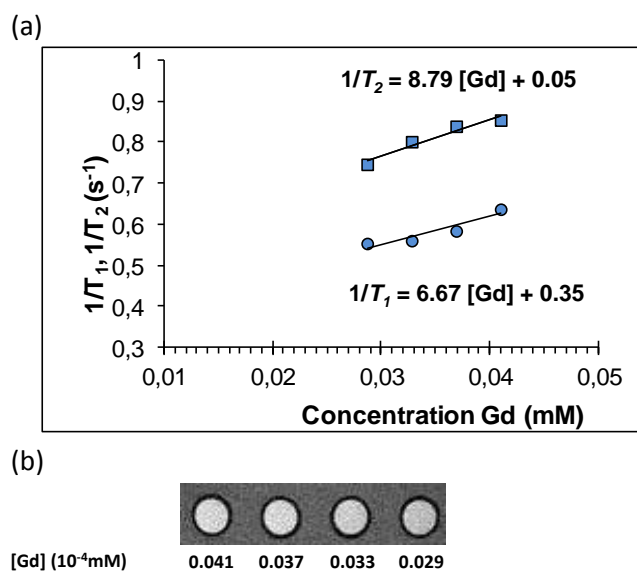 (a)
1/T2 = 8.79 [Gd] + 0.05
1
0,9
0,8
0,7
0,6
0,5
0,4
0,3
1/T1, 1/T2 (s-1)
1/T1 = 6.67 [Gd] + 0.35
0,01 0,02 0,03 0,04 0,05
Concentration Gd (mM)
(b)
[Gd] (10-4mM) 0.041 0.037 0.033 0.029